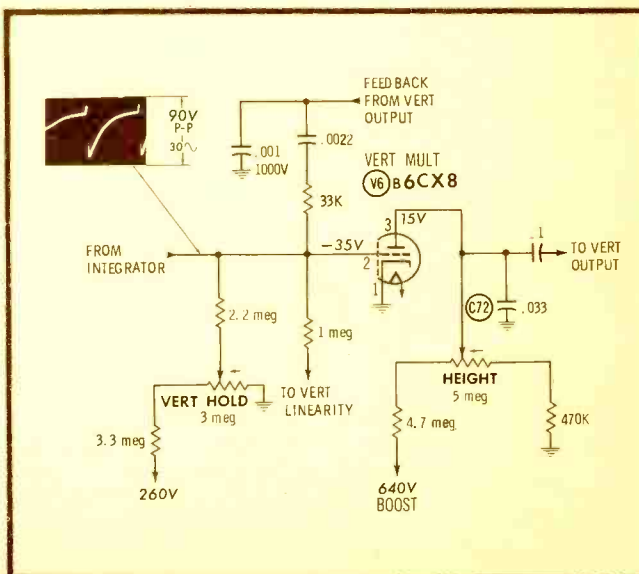 FEEDBACK
FROM VERT
OUTPUT
90V
P-P
30∿
.001
1000V
.0022
VERT MULT
V6 B 6CX8
33K
3
15V
.1
FROM
INTEGRATOR
-35V
2
TO VERT
OUTPUT
1
C72
.033
2.2 meg
1 meg
VERT HOLD
3 meg
TO VERT
LINEARITY
HEIGHT
5 meg
3.3 meg
4.7 meg
470K
260V
640V
BOOST